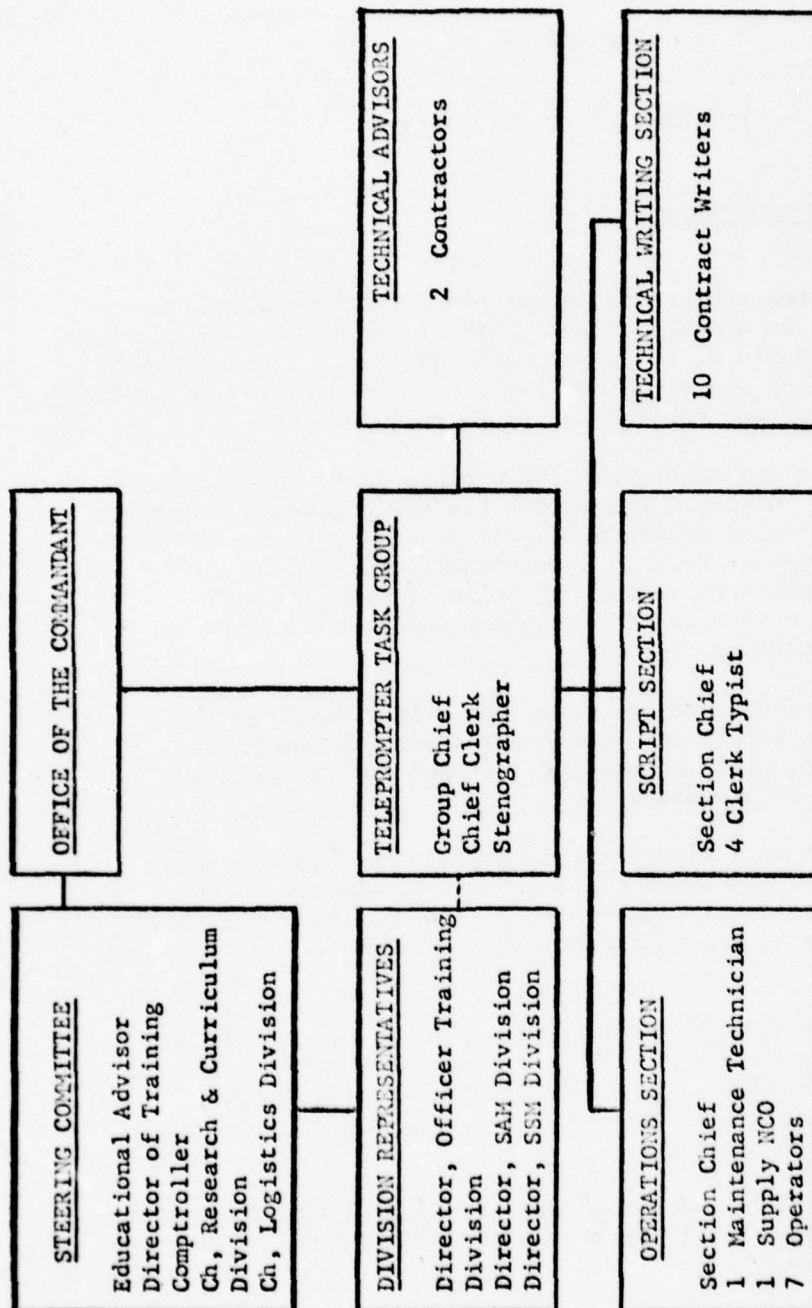 STEERING COMMITTEE
Educational Advisor
Director of Training
Comptroller
Ch, Research & Curriculum
Division
Ch, Logistics Division
OFFICE OF THE COMMANDANT
DIVISION REPRESENTATIVES
Director, Officer Training
Division
Director, SAM Division
Director, SSM Division
TELEPROMPTER TASK GROUP
Group Chief
Chief Clerk
Stenographer
TECHNICAL ADVISORS
2 Contractors
OPERATIONS SECTION
Section Chief
1 Maintenance Technician
1 Supply NCO
7 Operators
SCRIPT SECTION
Section Chief
4 Clerk Typist
TECHNICAL WRITING SECTION
10 Contract Writers